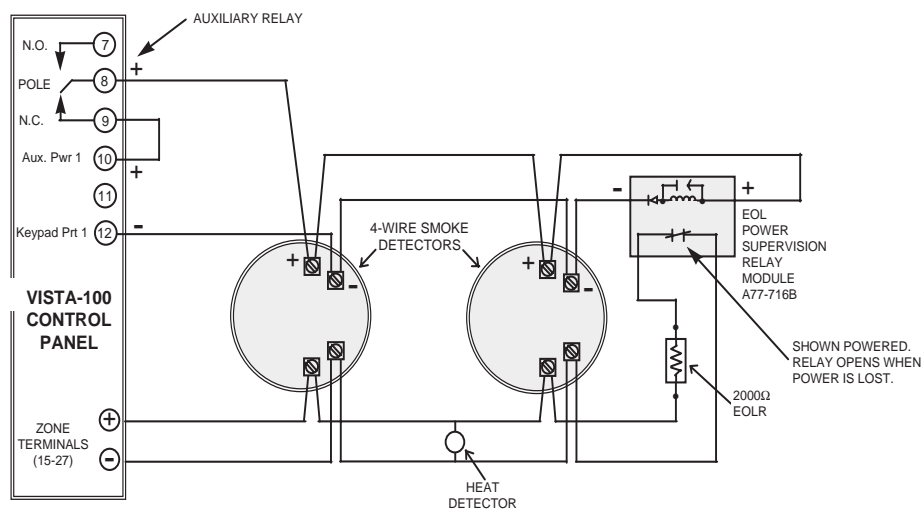 AUXILIARY RELAY
N.O.
7
+
POLE
8
N.C.
9
Aux. Pwr 1
10
+
11
Keypad Prt 1
12
-
VISTA-100
CONTROL
PANEL
ZONE
TERMINALS
(15-27)
+
-
4-WIRE SMOKE
DETECTORS
+
-
+
-
HEAT
DETECTOR
-
+
EOL
POWER
SUPERVISION
RELAY
MODULE
A77-716B
SHOWN POWERED.
RELAY OPENS WHEN
POWER IS LOST.
2000Ω
EOLR